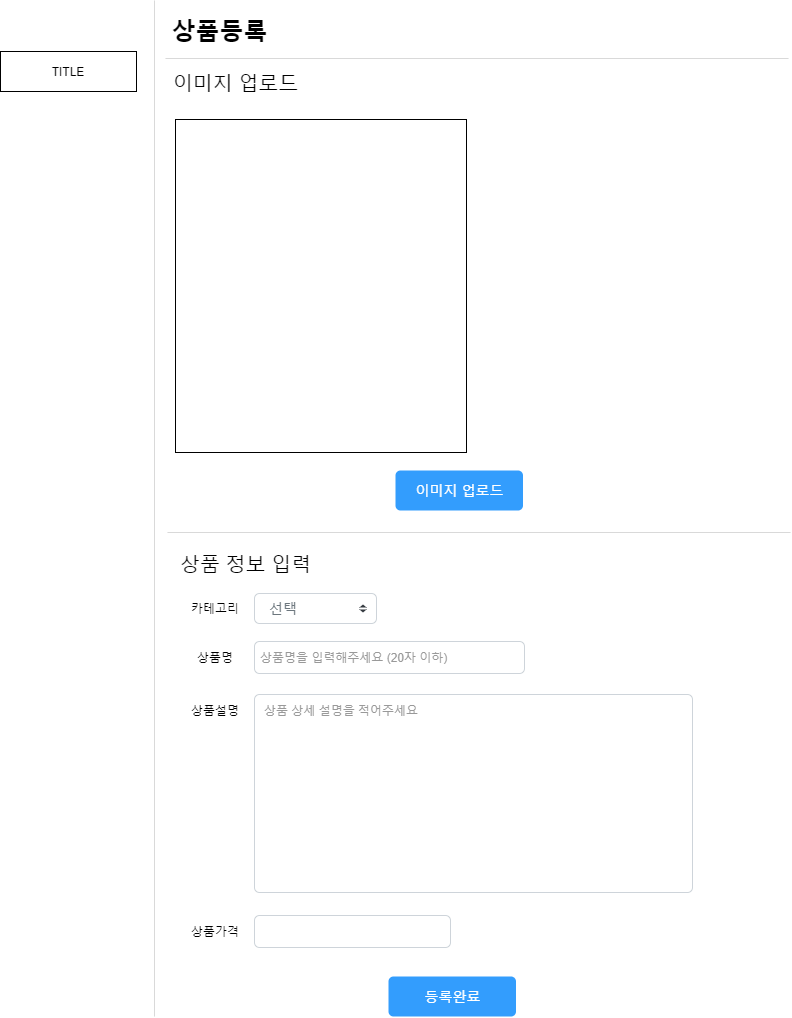 상품등록
TITLE
이미지 업로드
이미지 업로드
상품 정보 입력
카테고리
선택
상품명
상품명을 입력해주세요 (20자 이하)
상품설명
상품 상세 설명을 적어주세요
상품가격
등록완료